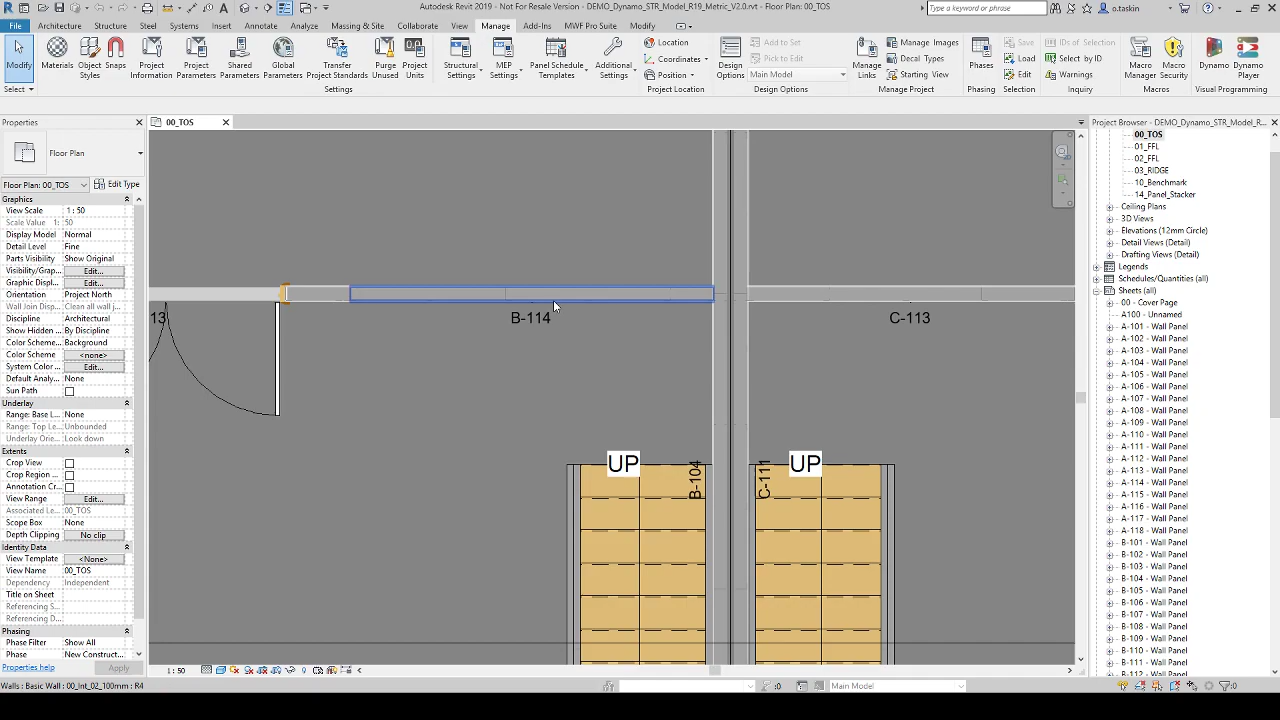 Autodesk Revit 2019 - Not For Resale Version - DEMO_Dynamo_STR_Model_R19_Metric_V2.0.rvt - Floor Plan: 00_TOS
Type a keyword or phrase
o.taskin
File Architecture Structure Steel Systems Insert Annotate Analyze Massing & Site Collaborate View Manage Add-Ins MWF Pro Suite Modify
Modify
Materials
Object Styles
Snaps
Project Information
Project Parameters
Shared Parameters
Global Parameters
Transfer Project Standards
Purge Unused
Project Units
Structural Settings
MEP Settings
Panel Schedule Templates
Additional Settings
Location
Coordinates
Position
Design Options
Add to Set
Pick to Edit
Main Model
Manage Links
Manage Images
Decal Types
Starting View
Phases
Save
Load
Edit
IDs of Selection
Select by ID
Warnings
Macro Manager
Macro Security
Dynamo
Dynamo Player
Select
Settings
Project Location
Design Options
Manage Project
Phasing
Selection
Inquiry
Macros
Visual Programming
Properties
Floor Plan
Floor Plan: 00_TOS
Edit Type
Graphics
View Scale 1 : 50
Scale Value 1: 50
Display Model Normal
Detail Level Fine
Parts Visibility Show Original
Visibility/Grap... Edit...
Graphic Displ... Edit...
Orientation Project North
Wall Join Displ... Clean all wall j...
Discipline Architectural
Show Hidden ... By Discipline
Color Scheme ... Background
Color Scheme <none>
System Color ... Edit...
Default Analy... None
Sun Path
Underlay
Range: Base L... None
Range: Top Le... Unbounded
Underlay Orie... Look down
Extents
Crop View
Crop Region ...
Annotation Cr...
View Range Edit...
Associated Le... 00_TOS
Scope Box None
Depth Clipping No clip
Identity Data
View Template <None>
View Name 00_TOS
Dependency Independent
Title on Sheet
Referencing S...
Referencing D...
Phasing
Phase Filter Show All
Phase New Construct...
Properties help
Apply
00_TOS
13
B-114
C-113
UP
UP
B-104
C-111
1 : 50
Project Browser - DEMO_Dynamo_STR_Model_R...
00_TOS
01_FFL
02_FFL
03_RIDGE
10_Benchmark
14_Panel_Stacker
Ceiling Plans
3D Views
Elevations (12mm Circle)
Detail Views (Detail)
Drafting Views (Detail)
Legends
Schedules/Quantities (all)
Sheets (all)
00 - Cover Page
A100 - Unnamed
A-101 - Wall Panel
A-102 - Wall Panel
A-103 - Wall Panel
A-104 - Wall Panel
A-105 - Wall Panel
A-106 - Wall Panel
A-107 - Wall Panel
A-108 - Wall Panel
A-109 - Wall Panel
A-110 - Wall Panel
A-111 - Wall Panel
A-112 - Wall Panel
A-113 - Wall Panel
A-114 - Wall Panel
A-115 - Wall Panel
A-116 - Wall Panel
A-117 - Wall Panel
A-118 - Wall Panel
B-101 - Wall Panel
B-102 - Wall Panel
B-103 - Wall Panel
B-104 - Wall Panel
B-105 - Wall Panel
B-106 - Wall Panel
B-107 - Wall Panel
B-108 - Wall Panel
B-109 - Wall Panel
B-110 - Wall Panel
B-111 - Wall Panel
B-112 - Wall Panel
Walls : Basic Wall : 00_Int_02_100mm : R4
:0
Main Model
:0